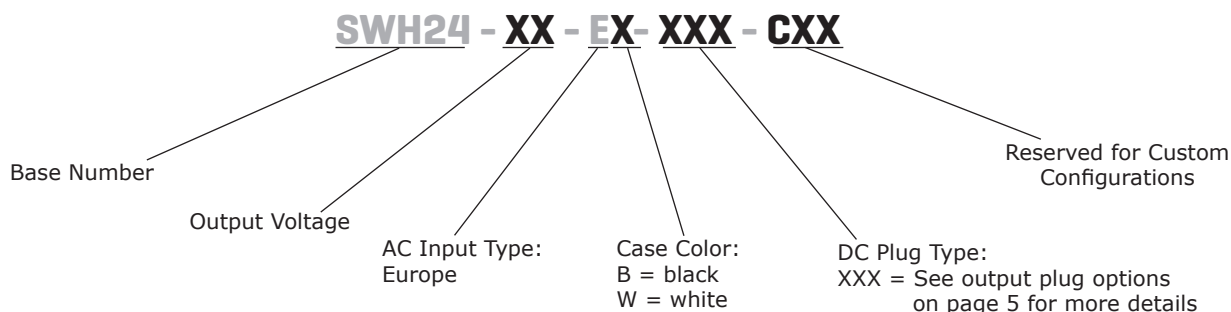 SWH24 - XX - EX- XXX - CXX
Base Number
Output Voltage
AC Input Type:
Europe
Case Color:
B = black
W = white
DC Plug Type:
XXX = See output plug options
on page 5 for more details
Reserved for Custom
Configurations